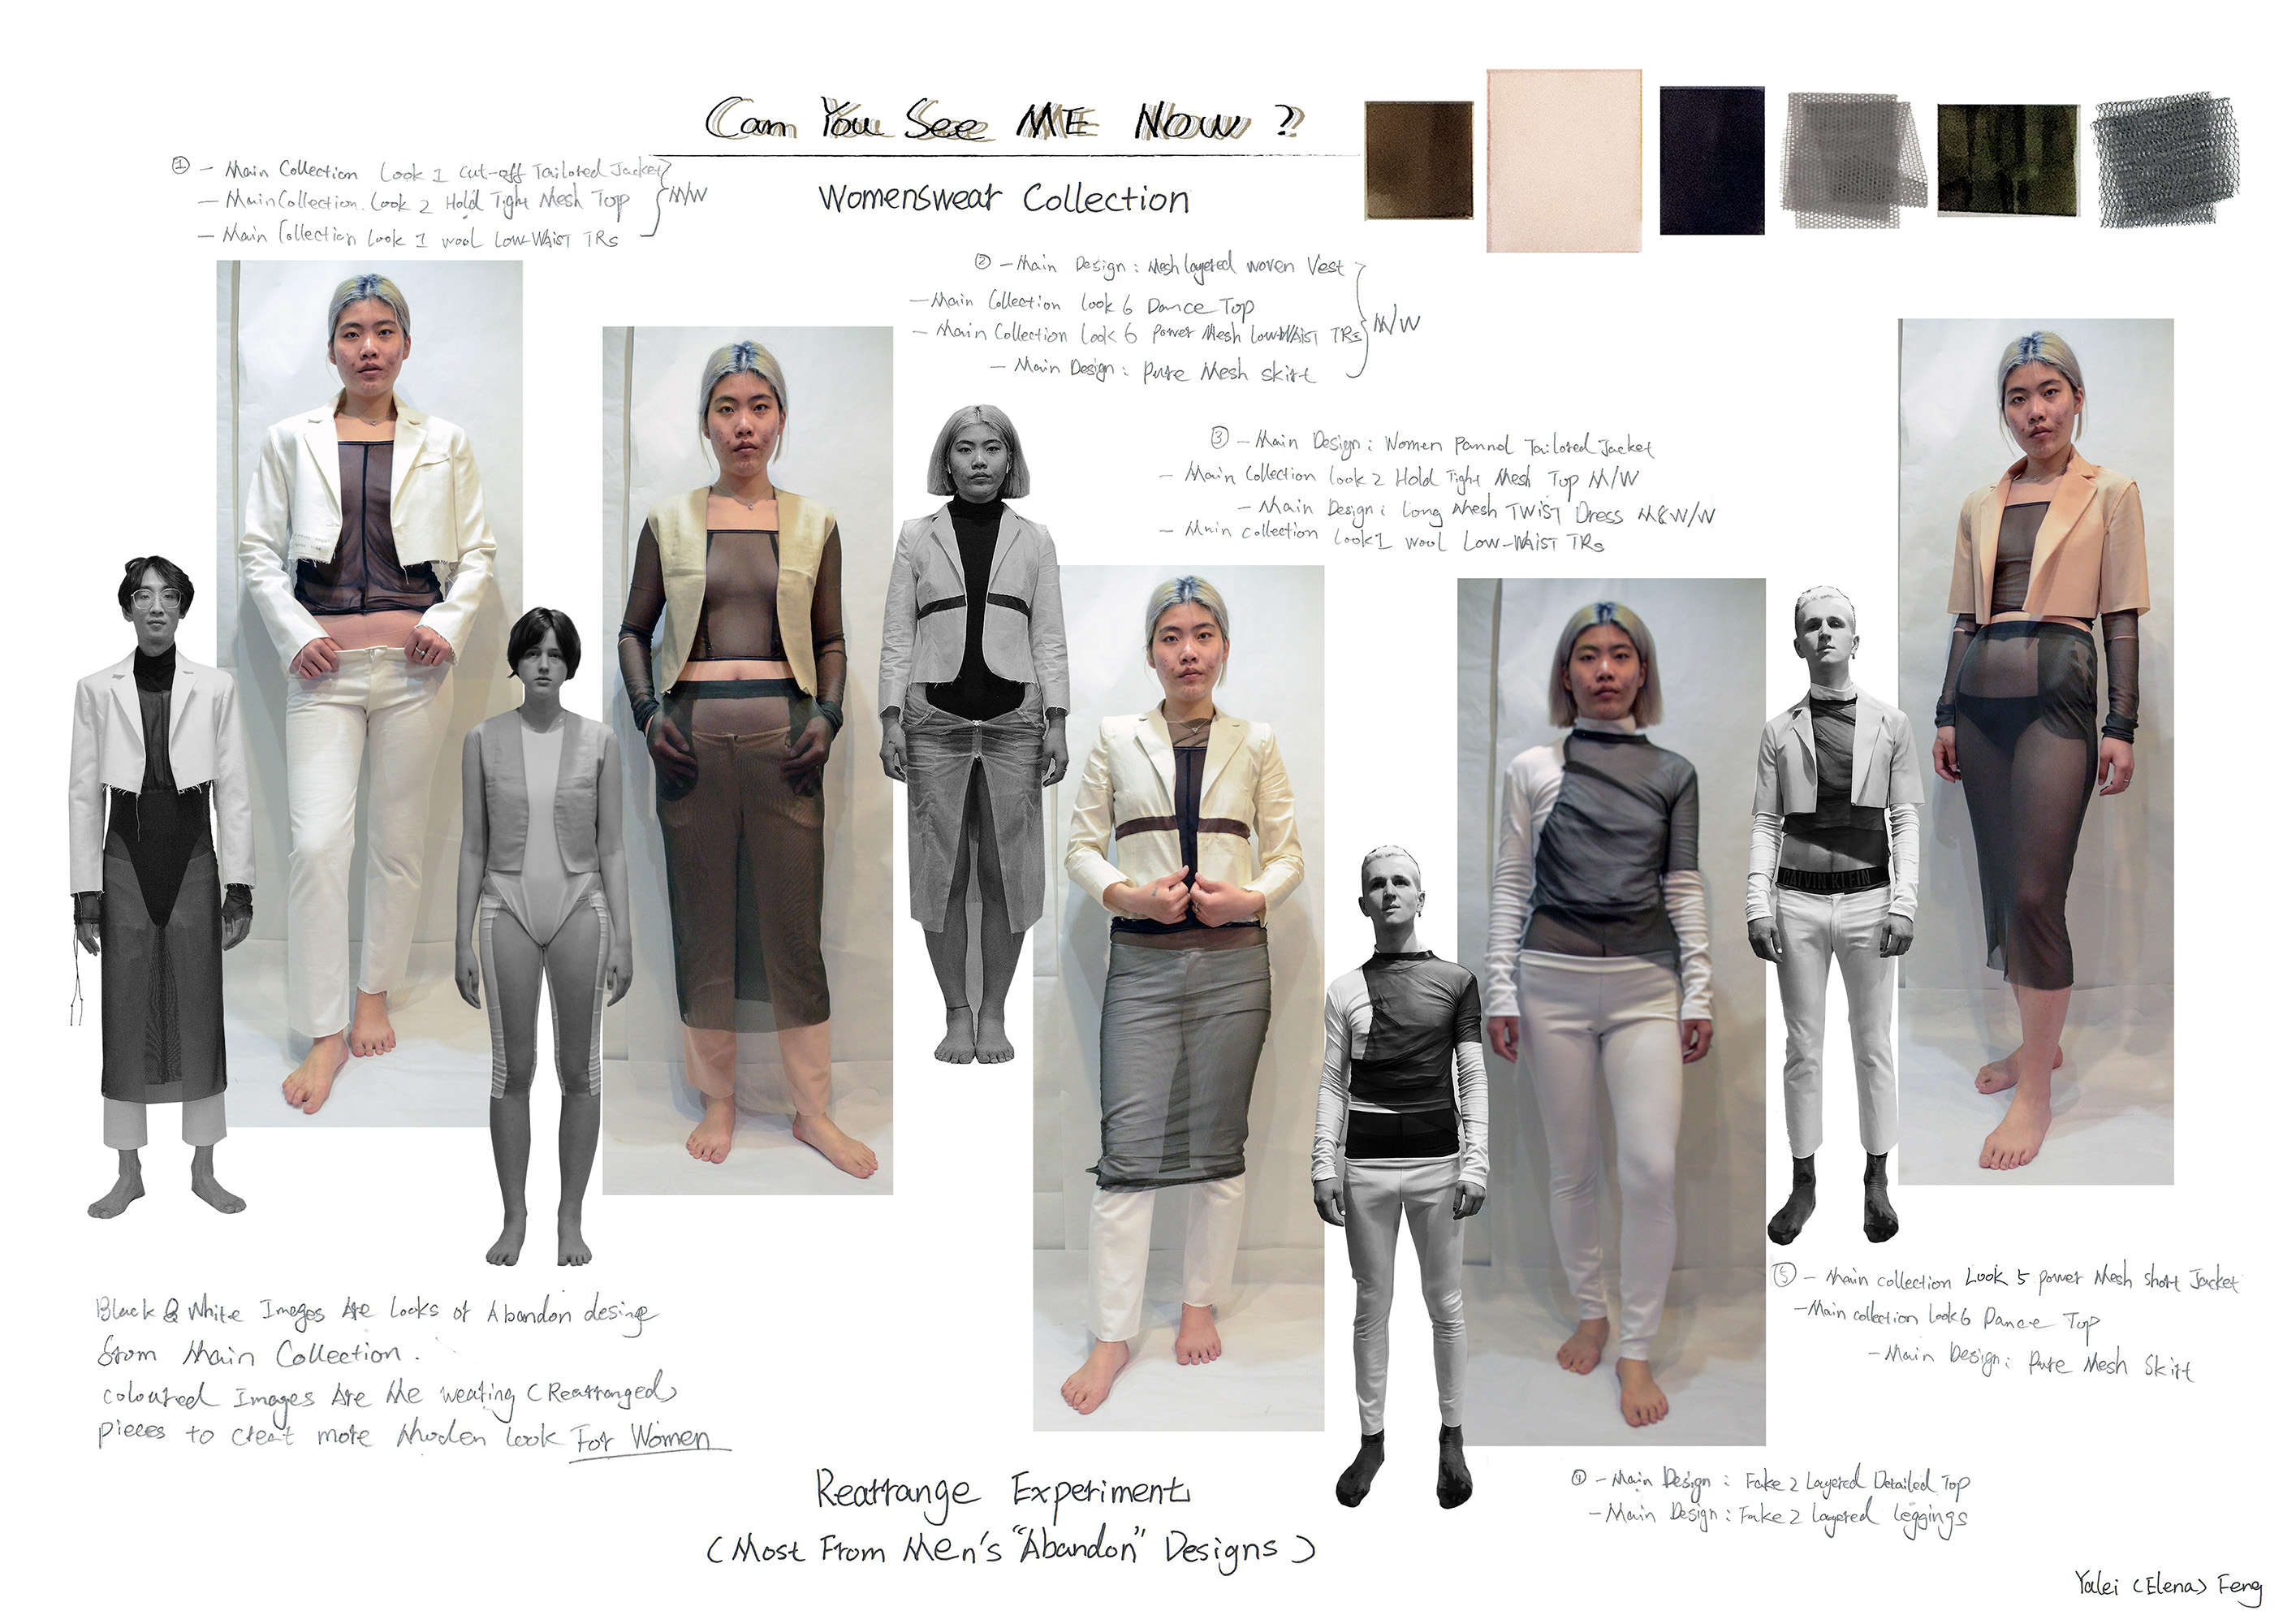 Can You See ME Now ?
Womenswear Collection
① – Main Collection Look 1 cut-off Tailored Jacket
– Main Collection. Look 2 Hold Tight Mesh Top
– Main Collection look 1 wool Low-WAIST TRs
M/W
② – Main Design : Mesh layered woven Vest
– Main Collection look 6 Dance Top
– Main Collection look 6 Power Mesh Low-WAIST TRs
– Main Design : Pure Mesh skirt
M/W
③ – Main Design : Women Pannol Tailored Jacket
– Main Collection look 2 Hold Tight Mesh Top M/W
– Main Design : Long Mesh TWIST Dress M&W/W
– Main collection look 1 wool Low-WAIST TRs
CALVIN KLEIN
⑤ – Main collection Look 5 power Mesh short Jacket
– Main collection look 6 Dance Top
– Main Design : Pure Mesh Skirt
Black & White Images Are Looks of Abandon desinge
from Main Collection .
coloured Images Are Me wearing (Rearranged)
pieces to creat more Moden look For Women
④ – Main Design : Fake 2 Layered Detailed Top
– Main Design : Fake 2 layered leggings
Rearrange Experiment
(Most From Men's "Abandon" Designs )
Yalei (Elena) Feng